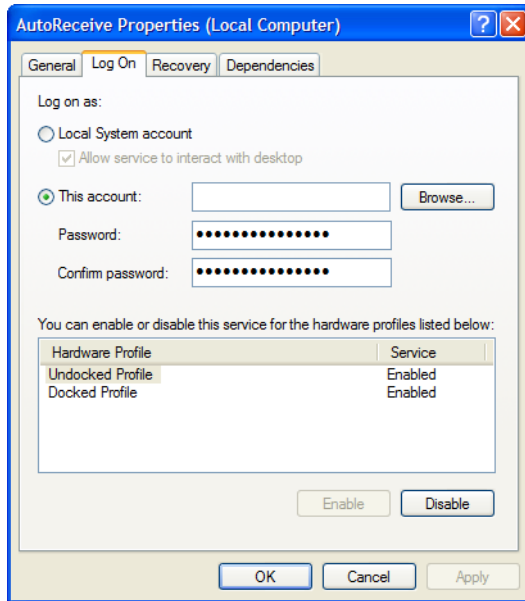 AutoReceive Properties (Local Computer)
General Log On Recovery Dependencies
Log on as:
Local System account
Allow service to interact with desktop
This account: Browse...
Password: •••••••••••••••
Confirm password: •••••••••••••••
You can enable or disable this service for the hardware profiles listed below:
Hardware Profile Service
Undocked Profile Enabled
Docked Profile Enabled
Enable Disable
OK Cancel Apply